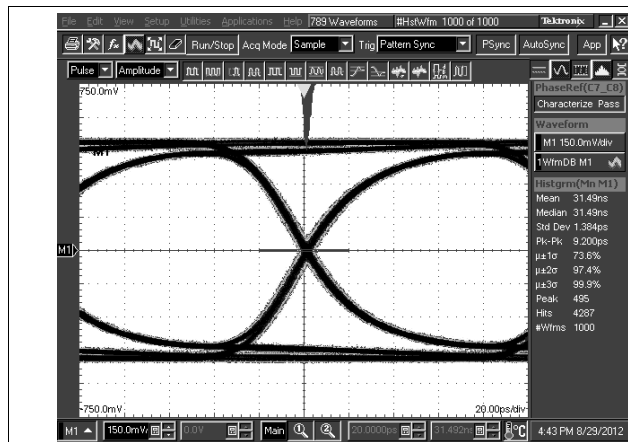 File Edit View Setup Utilities Applications Help 789 Waveforms #HstWfm 1000 of 1000 Tektronix
Run/Stop Acq Mode Sample Trig Pattern Sync PSync AutoSync App
Pulse Amplitude
750.0mV
PhaseRef(C7_C8)
Characterize Pass
Waveform
M1 150.0mV/div
1WfmDB M1
Histgrm(Mn M1)
Mean 31.49ns
Median 31.49ns
Std Dev 1.384ps
Pk-Pk 9.200ps
µ±1σ 73.6%
µ±2σ 97.4%
µ±3σ 99.9%
Peak 495
Hits 4287
#Wfms 1000
M1
M1
-750.0mV 20.00ps/div
M1 150.0mV/ 0.0V Main 1 2 20.0000ps 31.492ns °C 4:43 PM 8/29/2012